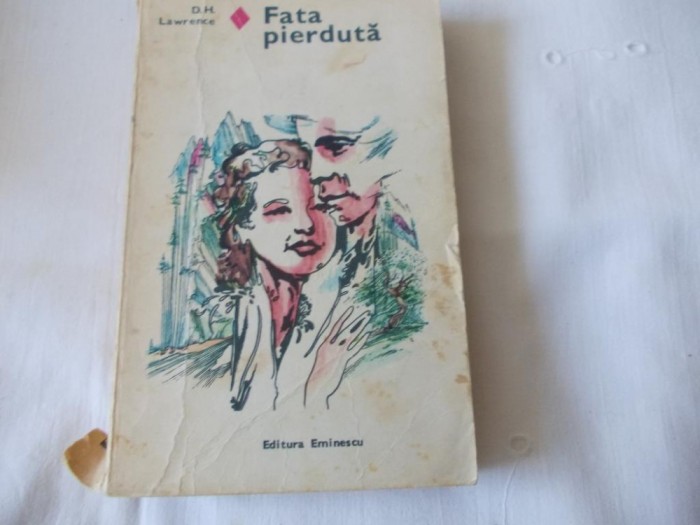 D.H.
Lawrence
Fata
pierdută
Editura Eminescu